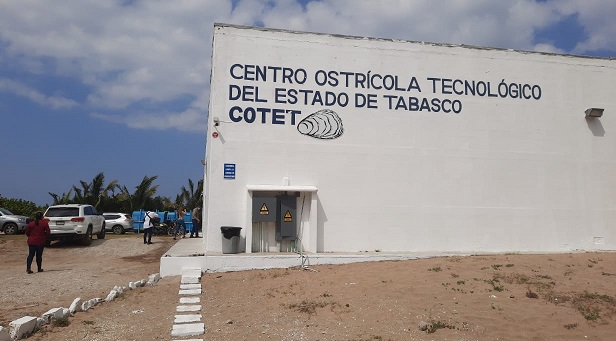 CENTRO OSTRÍCOLA TECNOLÓGICO
DEL ESTADO DE TABASCO
COTET